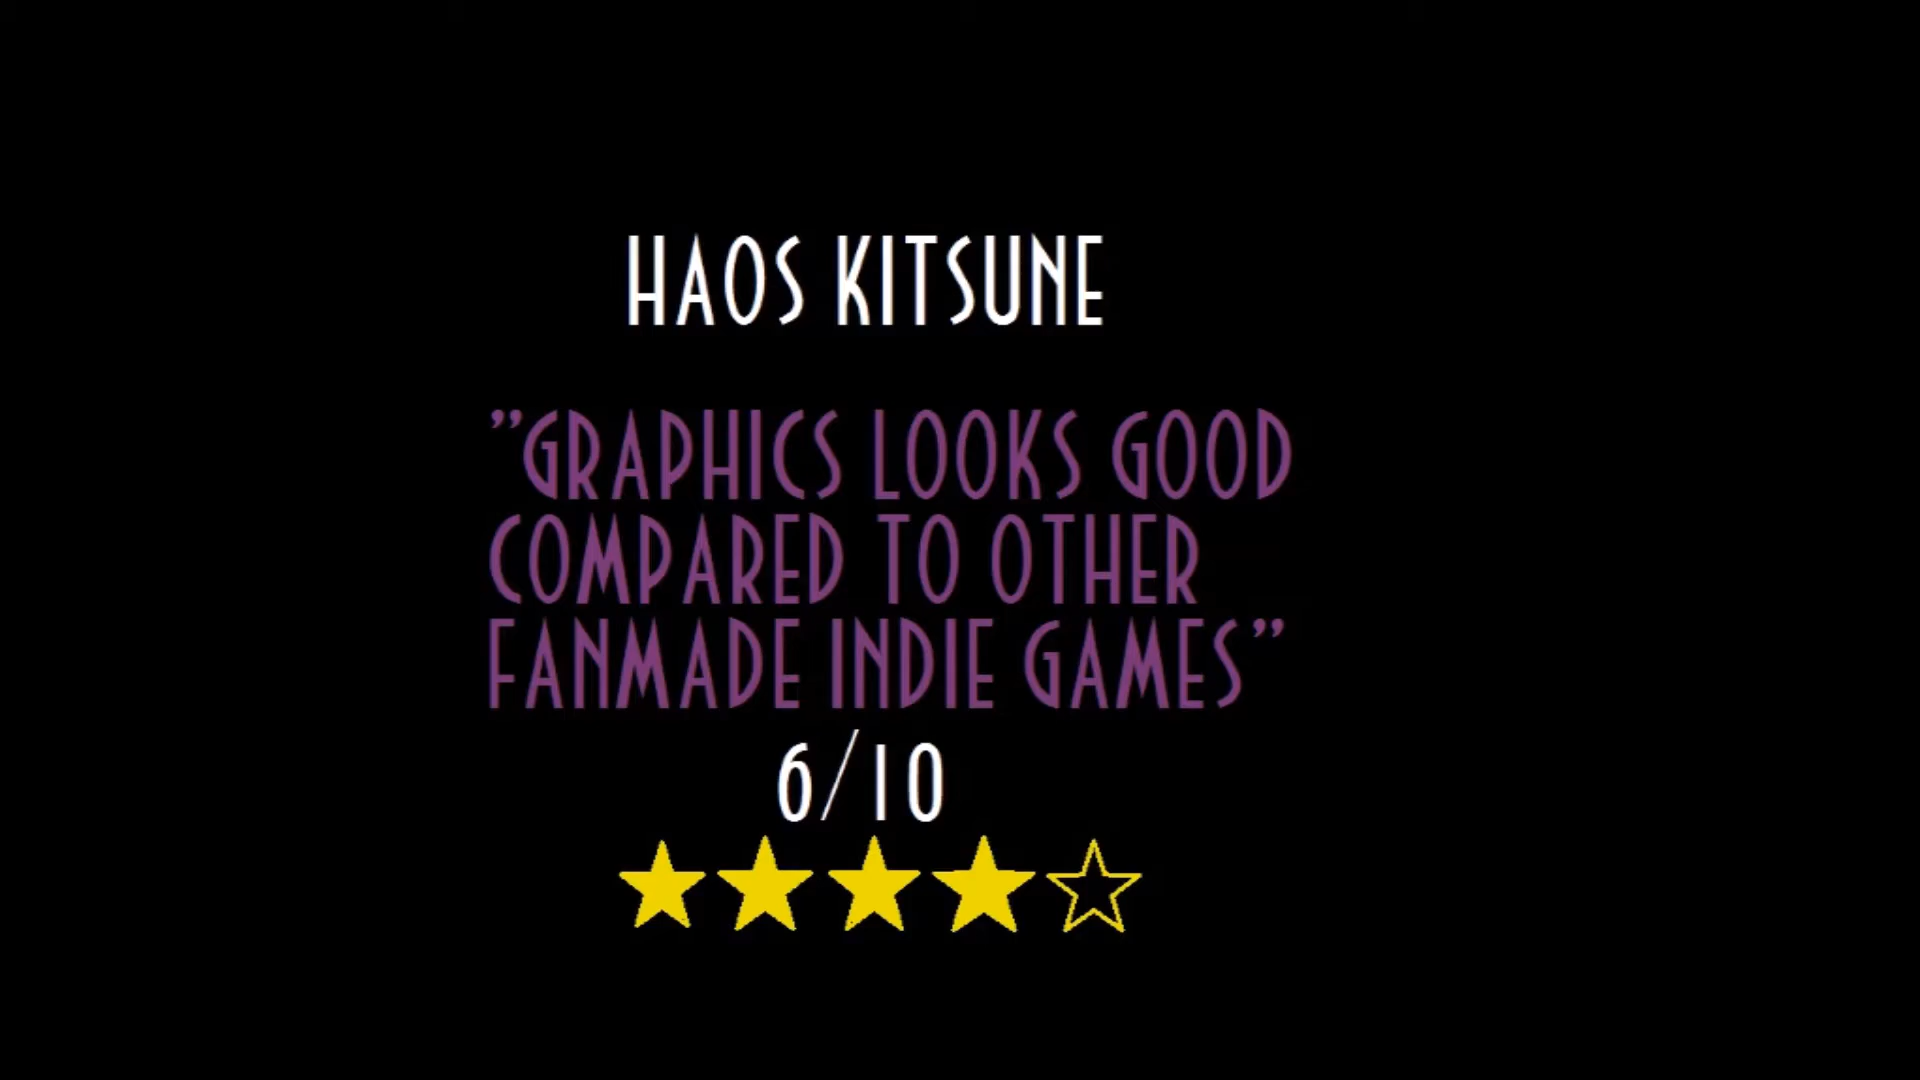 HAOS KITSUNE
”GRAPHICS LOOKS GOOD
COMPARED TO OTHER
FANMADE INDIE GAMES”
6/10